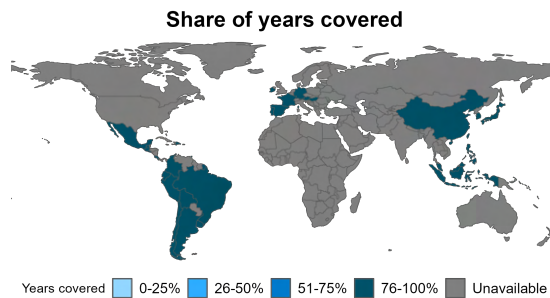 Share of years covered
Years covered 0-25% 26-50% 51-75% 76-100% Unavailable